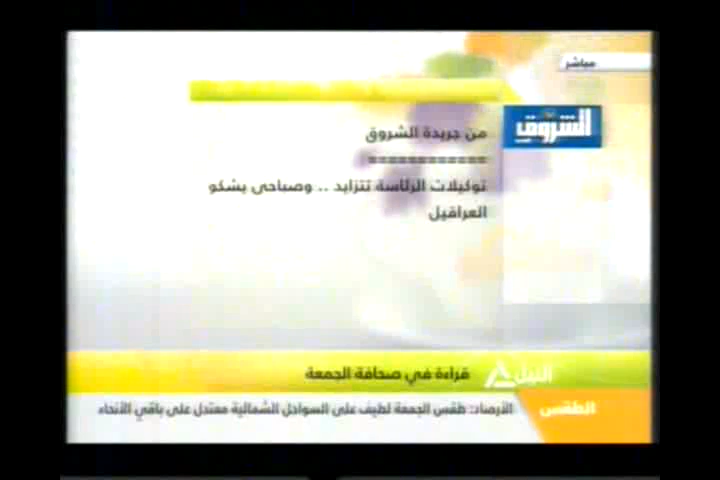 مباشر
الشروق
من جريدة الشروق
============
توكيلات الرئاسة تتزايد .. وصباحى يشكو
العراقيل
النيل قراءة في صحافة الجمعة
الطقس الأرصاد: طقس الجمعة لطيف على السواحل الشمالية معتدل على باقي الأنحاء